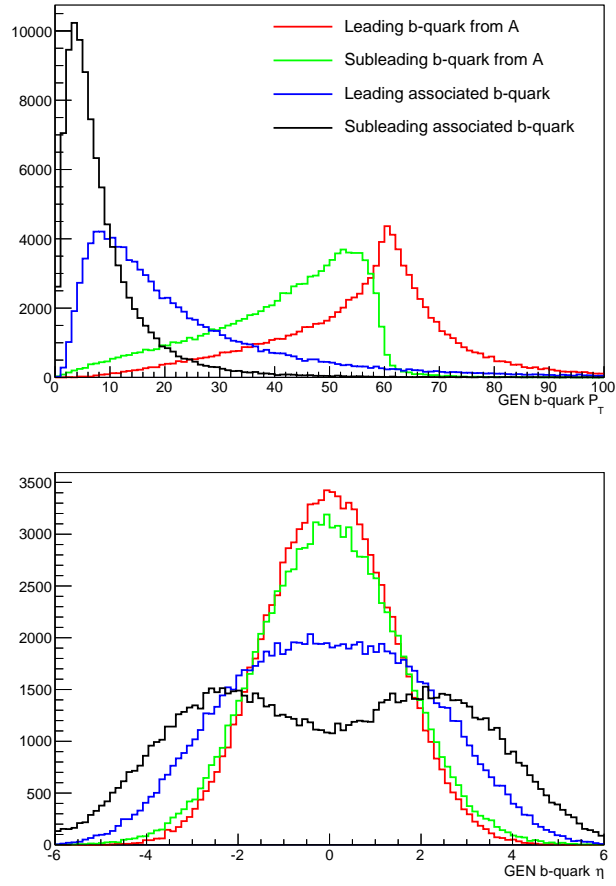 Leading b-quark from A
Subleading b-quark from A
Leading associated b-quark
Subleading associated b-quark
10000
8000
6000
4000
2000
0
0 10 20 30 40 50 60 70 80 90 100
GEN b-quark P_T
3500
3000
2500
2000
1500
1000
500
0
-6 -4 -2 0 2 4 6
GEN b-quark η